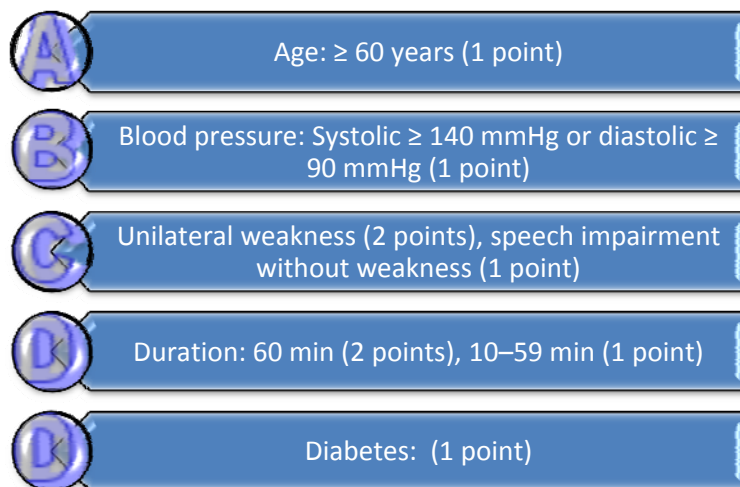 A
Age: ≥ 60 years (1 point)
B
Blood pressure: Systolic ≥ 140 mmHg or diastolic ≥
90 mmHg (1 point)
C
Unilateral weakness (2 points), speech impairment
without weakness (1 point)
D
Duration: 60 min (2 points), 10–59 min (1 point)
D
Diabetes: (1 point)